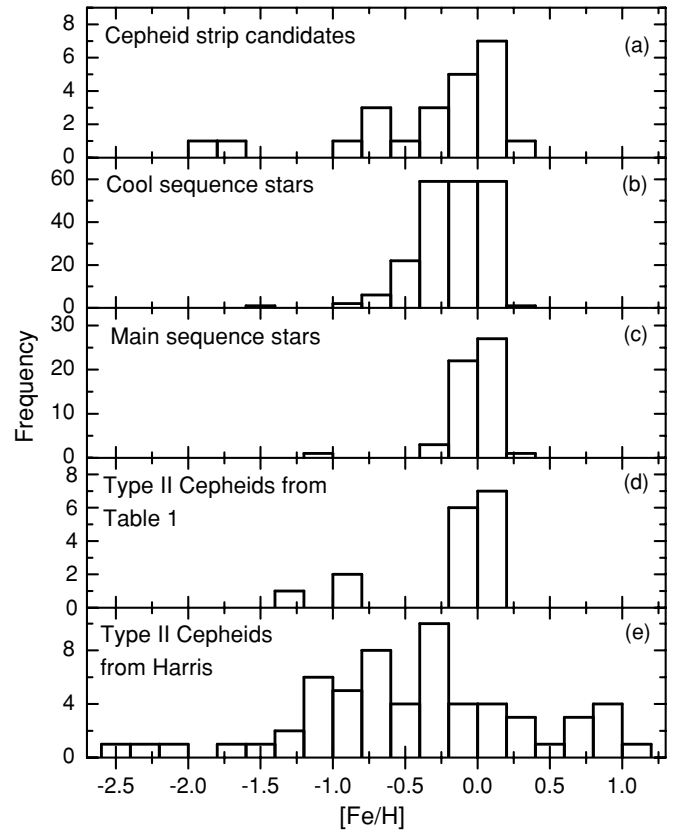 8
6
4
2
0
Cepheid strip candidates
(a)
60
40
20
0
Cool sequence stars
(b)
30
20
10
0
Main sequence stars
(c)
8
6
4
2
0
Type II Cepheids from
Table 1
(d)
8
4
0
Type II Cepheids
from Harris
(e)
Frequency
-2.5 -2.0 -1.5 -1.0 -0.5 0.0 0.5 1.0
[Fe/H]